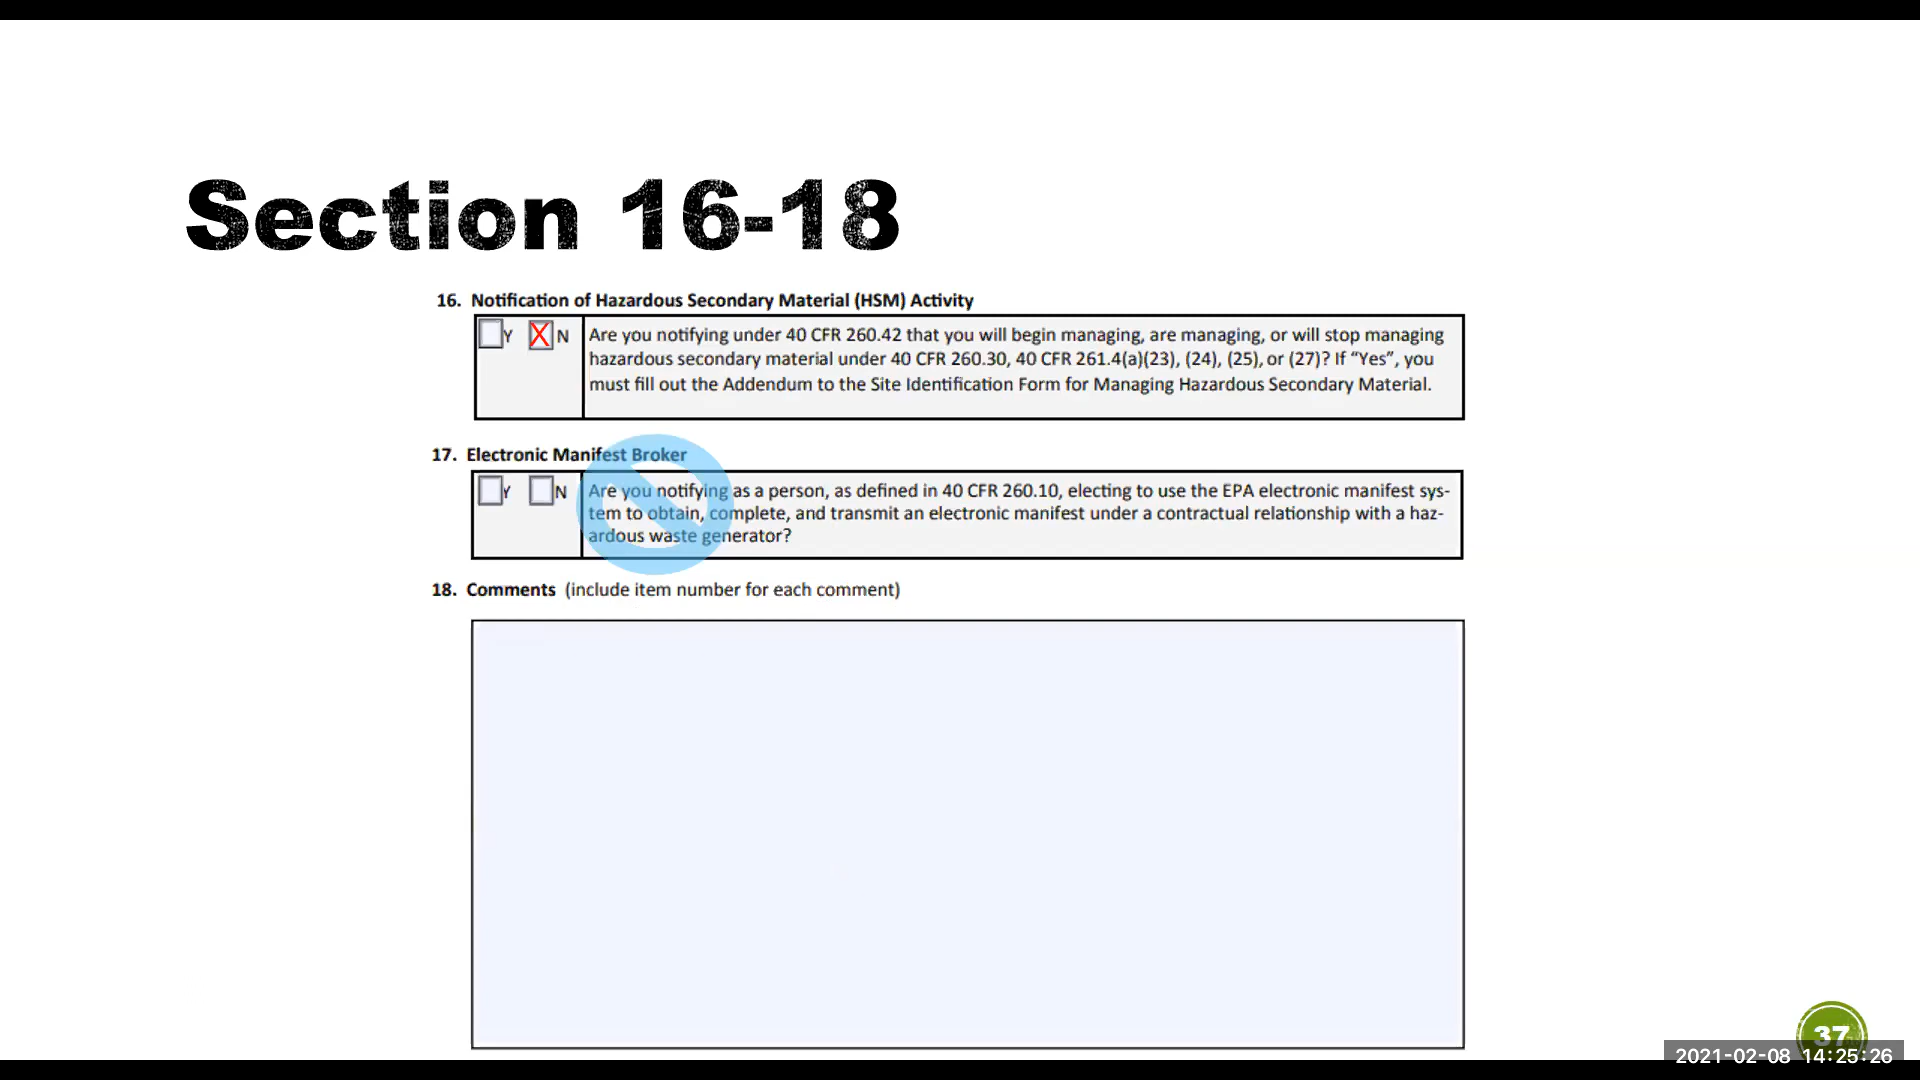 Section 16-18
16. Notification of Hazardous Secondary Material (HSM) Activity
Y X N
Are you notifying under 40 CFR 260.42 that you will begin managing, are managing, or will stop managing
hazardous secondary material under 40 CFR 260.30, 40 CFR 261.4(a)(23), (24), (25), or (27)? If “Yes”, you
must fill out the Addendum to the Site Identification Form for Managing Hazardous Secondary Material.
17. Electronic Manifest Broker
Y N
Are you notifying as a person, as defined in 40 CFR 260.10, electing to use the EPA electronic manifest sys-
tem to obtain, complete, and transmit an electronic manifest under a contractual relationship with a haz-
ardous waste generator?
18. Comments (include item number for each comment)
37
2021-02-08 14:25:26